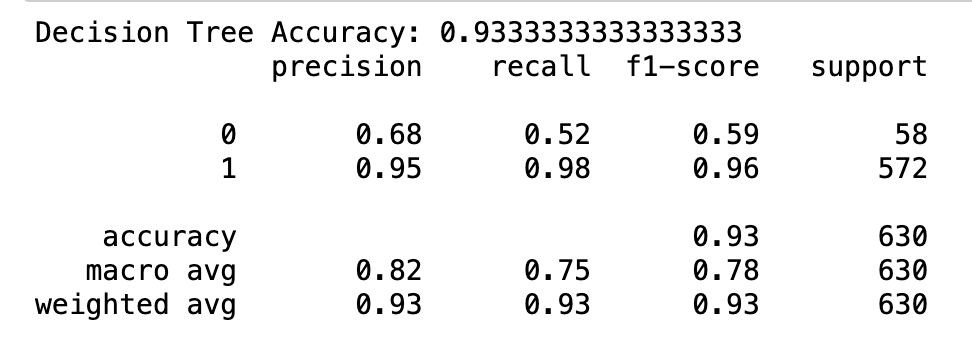 Decision Tree Accuracy: 0.9333333333333333
precision recall f1-score support
0 0.68 0.52 0.59 58
1 0.95 0.98 0.96 572
accuracy 0.93 630
macro avg 0.82 0.75 0.78 630
weighted avg 0.93 0.93 0.93 630